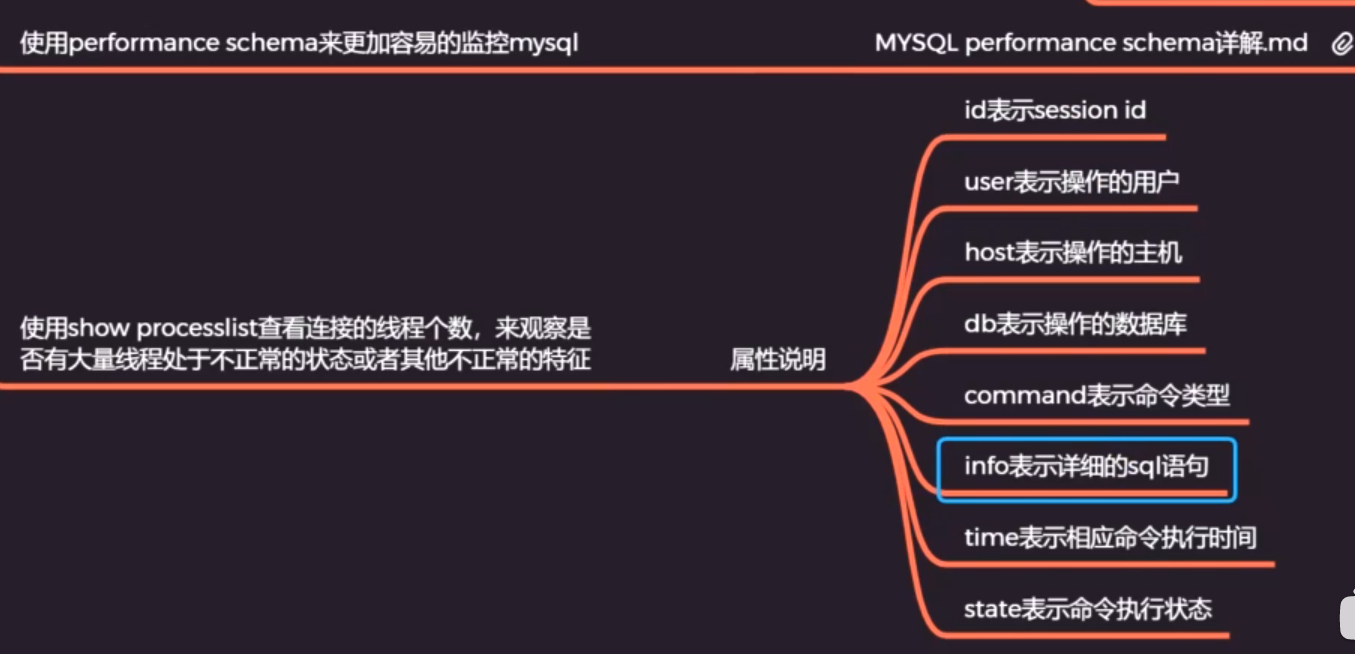 使用performance schema来更加容易的监控mysql
MYSQL performance schema详解.md
id表示session id
user表示操作的用户
host表示操作的主机
db表示操作的数据库
使用show processlist查看连接的线程个数，来观察是
否有大量线程处于不正常的状态或者其他不正常的特征
属性说明
command表示命令类型
info表示详细的sql语句
time表示相应命令执行时间
state表示命令执行状态